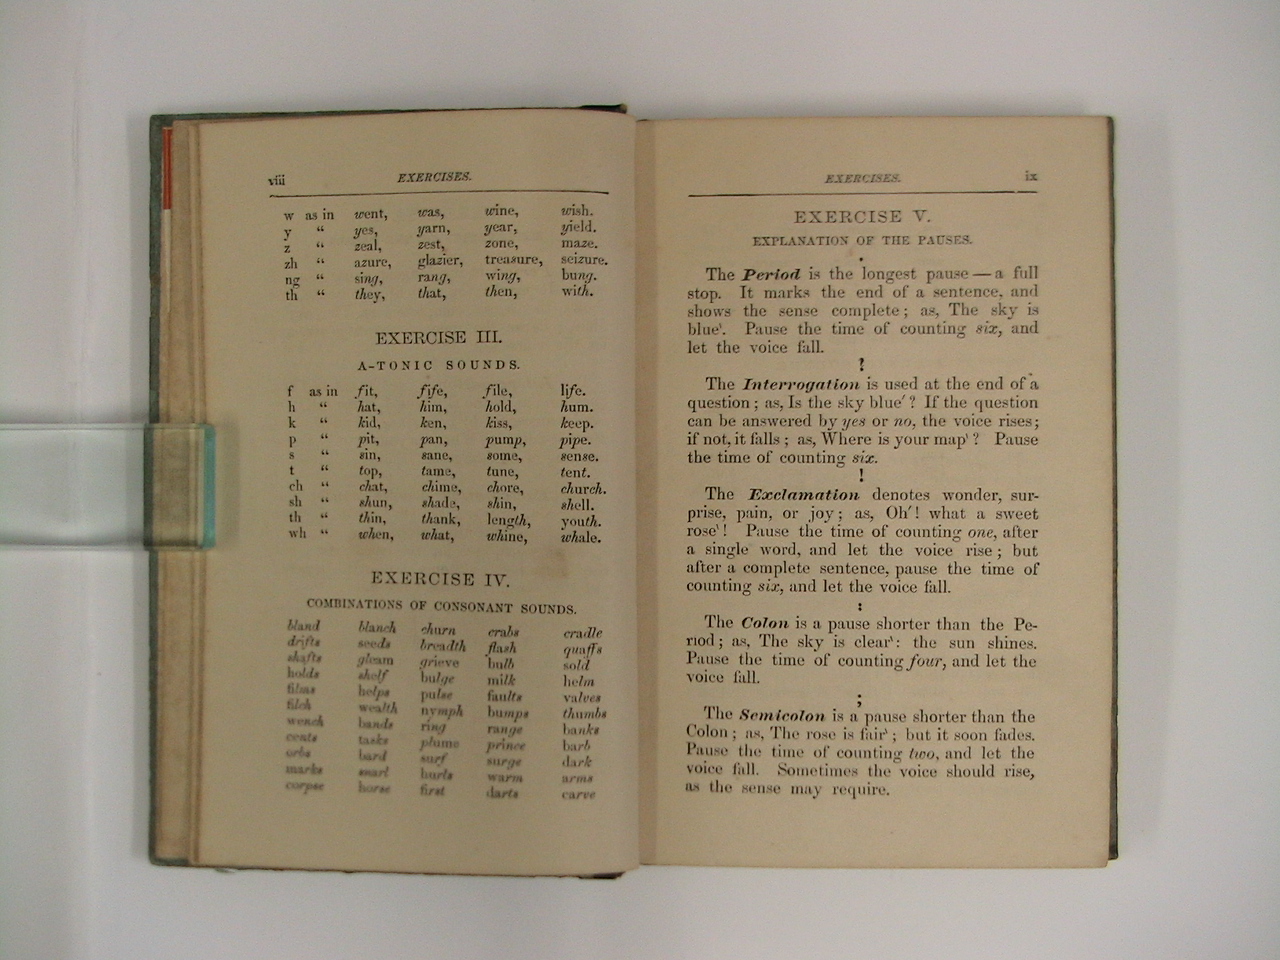 viii EXERCISES.
w as in went, was, wine, wish.
y “ yes, yarn, year, yield.
z “ zeal, zest, zone, maze.
zh “ azure, glazier, treasure, seizure.
ng “ sing, rang, wing, bung.
th “ they, that, then, with.
EXERCISE III.
A-TONIC SOUNDS.
f as in fit, fife, file, life.
h “ hat, him, hold, hum.
k “ kid, ken, kiss, keep.
p “ pit, pan, pump, pipe.
s “ sin, sane, some, sense.
t “ top, tame, tune, tent.
ch “ chat, chime, chore, church.
sh “ shun, shade, shin, shell.
th “ thin, thank, length, youth.
wh “ when, what, whine, whale.
EXERCISE IV.
COMBINATIONS OF CONSONANT SOUNDS.
bland blanch churn crabs cradle
drifts seeds breadth flash quaffs
shafts gleam grieve bulb sold
holds shelf bulge milk helm
films helps pulse faults valves
filch wealth nymph bumps thumbs
wench bands ring range banks
cents tasks plume prince barb
orbs bard surf surge dark
marks snarl hurls warm arms
corpse horse first darts carve
EXERCISES. ix
EXERCISE V.
EXPLANATION OF THE PAUSES.
.
The Period is the longest pause — a full
stop. It marks the end of a sentence, and
shows the sense complete; as, The sky is
blueˋ. Pause the time of counting six, and
let the voice fall.
?
The Interrogation is used at the end of a
question; as, Is the sky blueˊ? If the question
can be answered by yes or no, the voice rises;
if not, it falls; as, Where is your mapˋ? Pause
the time of counting six.
!
The Exclamation denotes wonder, sur-
prise, pain, or joy; as, Ohˊ! what a sweet
roseˋ! Pause the time of counting one, after
a single word, and let the voice rise; but
after a complete sentence, pause the time of
counting six, and let the voice fall.
:
The Colon is a pause shorter than the Pe-
riod; as, The sky is clearˋ: the sun shines.
Pause the time of counting four, and let the
voice fall.
;
The Semicolon is a pause shorter than the
Colon; as, The rose is fairˋ; but it soon fades.
Pause the time of counting two, and let the
voice fall. Sometimes the voice should rise,
as the sense may require.